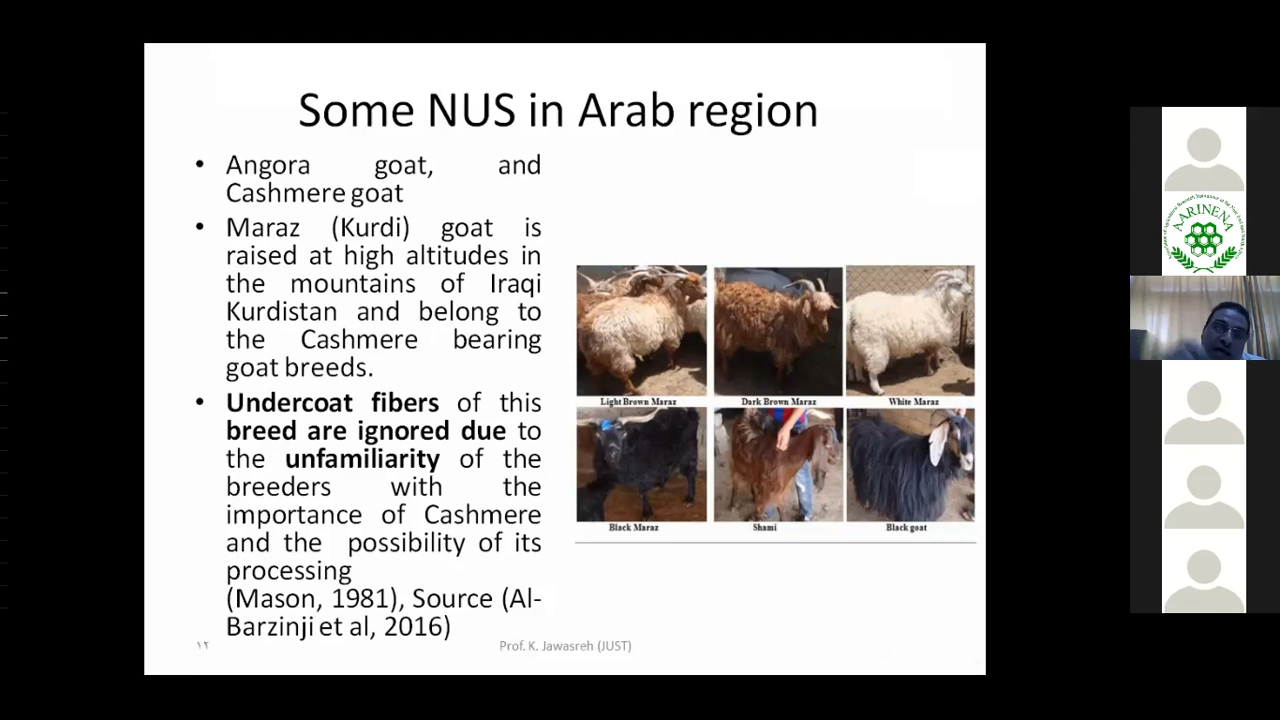 Some NUS in Arab region
• Angora goat, and
Cashmere goat
• Maraz (Kurdi) goat is
raised at high altitudes in
the mountains of Iraqi
Kurdistan and belong to
the Cashmere bearing
goat breeds.
• Undercoat fibers of this
breed are ignored due to
the unfamiliarity of the
breeders with the
importance of Cashmere
and the possibility of its
processing
(Mason, 1981), Source (Al-
Barzinji et al, 2016)
Light Brown Maraz
Dark Brown Maraz
White Maraz
Black Maraz
Shami
Black goat
١٢
Prof. K. Jawasreh (JUST)
AARINENA